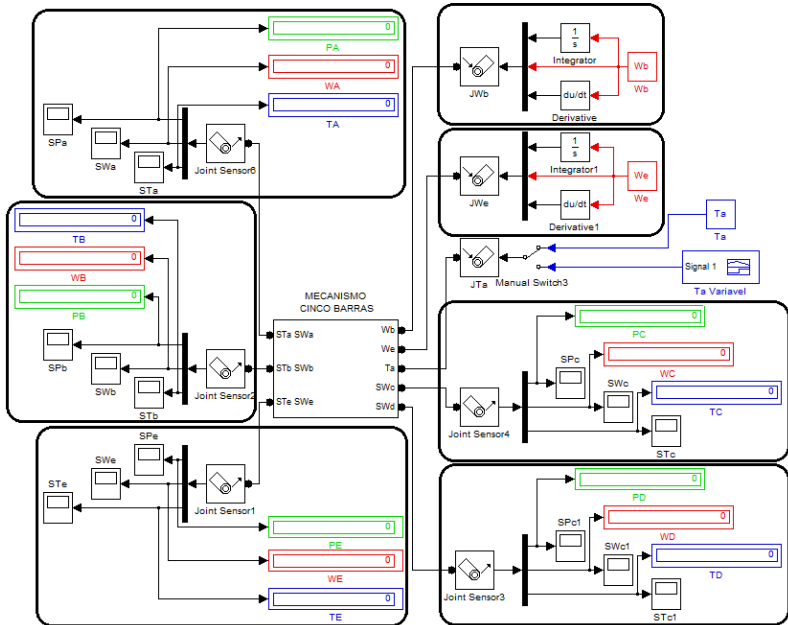 0
PA
0
WA
0
TA
SPa
SWa
STa
Joint Sensor6
0
TB
0
WB
0
PB
SPb
SWb
STb
Joint Sensor2
SPe
SWe
STe
Joint Sensor1
0
PE
0
WE
0
TE
MECANISMO
CINCO BARRAS
STa SWa
STb SWb
STe SWe
Wb
We
Ta
SWc
SWd
JWb
1
s
Integrator
du/dt
Derivative
Wb
Wb
JWe
1
s
Integrator1
du/dt
Derivative1
We
We
JTa
Manual Switch3
Ta
Ta
Signal 1
Ta Variavel
0
PC
0
WC
0
TC
SPc
SWc
STc
Joint Sensor4
0
PD
0
WD
0
TD
SPc1
SWc1
STc1
Joint Sensor3